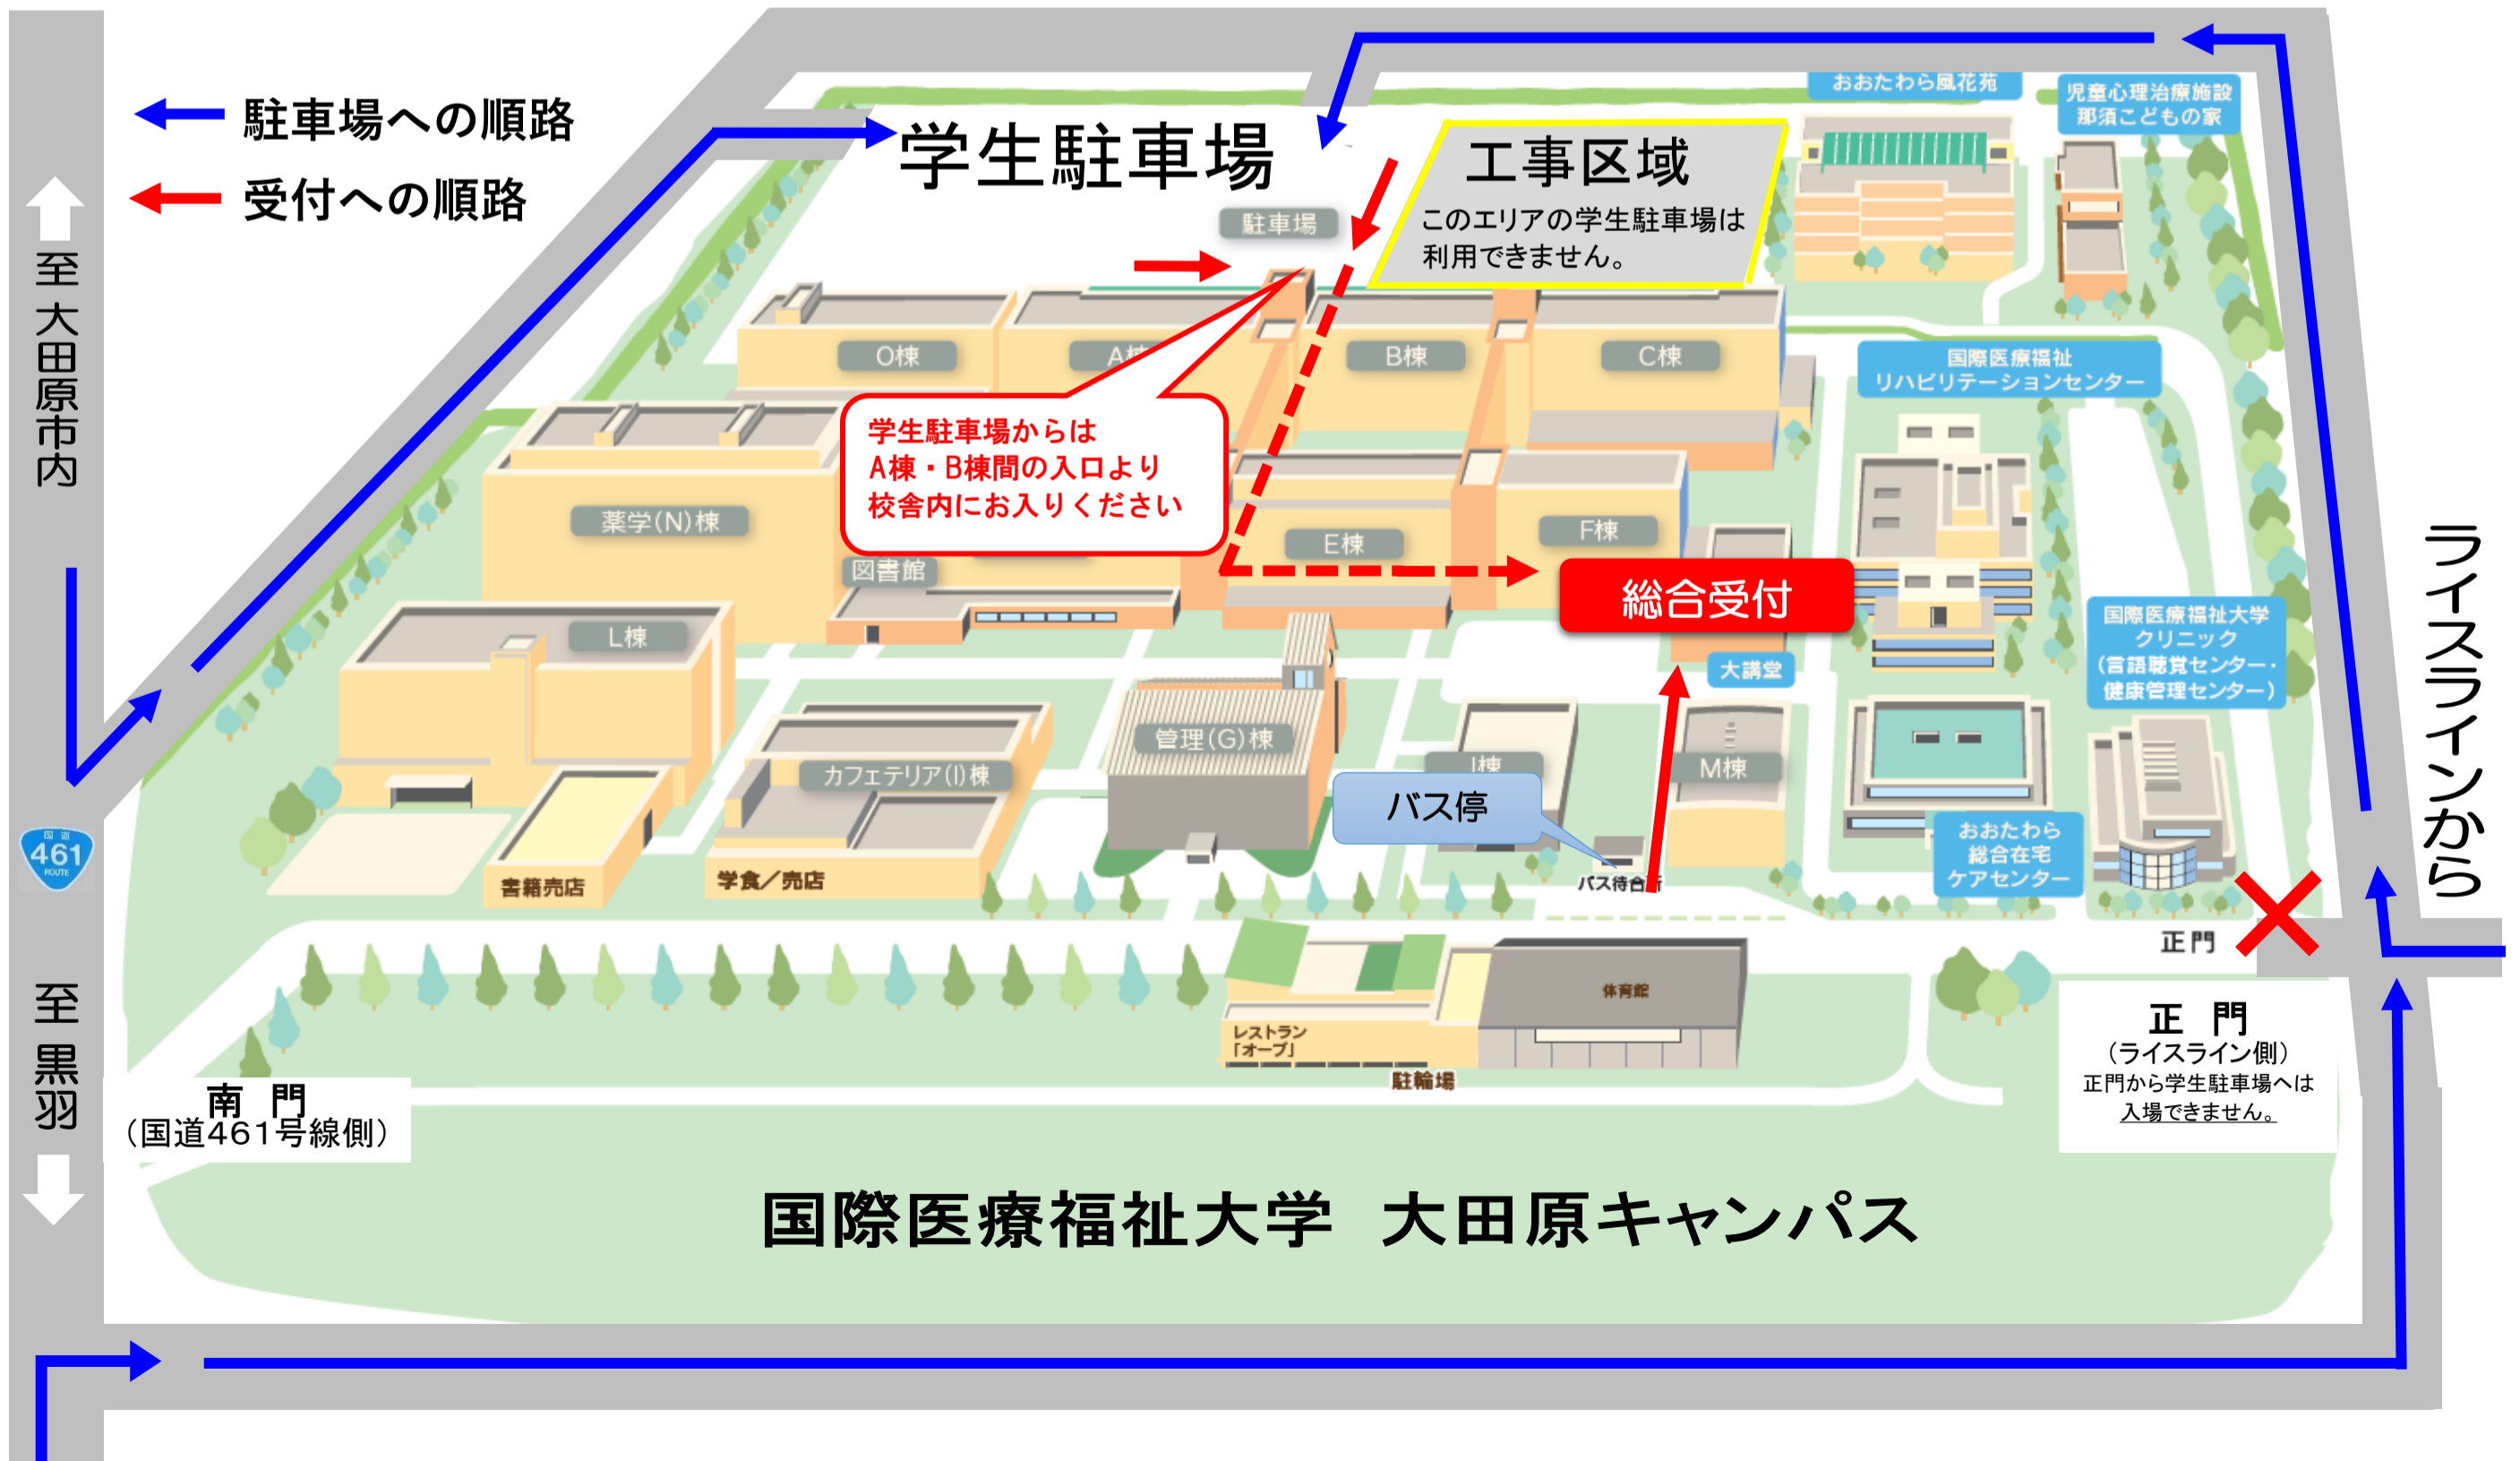 駐車場への順路
受付への順路
至 大田原市内
国道
461
ROUTE
至 黒羽
学生駐車場
駐車場
工事区域
このエリアの学生駐車場は
利用できません。
おおたわら風花苑
児童心理治療施設
那須こどもの家
O棟
B棟
C棟
国際医療福祉
リハビリテーションセンター
学生駐車場からは
A棟・B棟間の入口より
校舎内にお入りください
薬学(N)棟
図書館
E棟
F棟
総合受付
大講堂
L棟
管理(G)棟
カフェテリア(I)棟
M棟
バス停
バス待合所
国際医療福祉大学
クリニック
(言語聴覚センター・
健康管理センター)
おおたわら
総合在宅
ケアセンター
書籍売店
学食／売店
ライスラインから
正門
体育館
レストラン
「オーブ」
駐輪場
正 門
（ライスライン側）
正門から学生駐車場へは
入場できません。
南 門
（国道461号線側）
国際医療福祉大学 大田原キャンパス